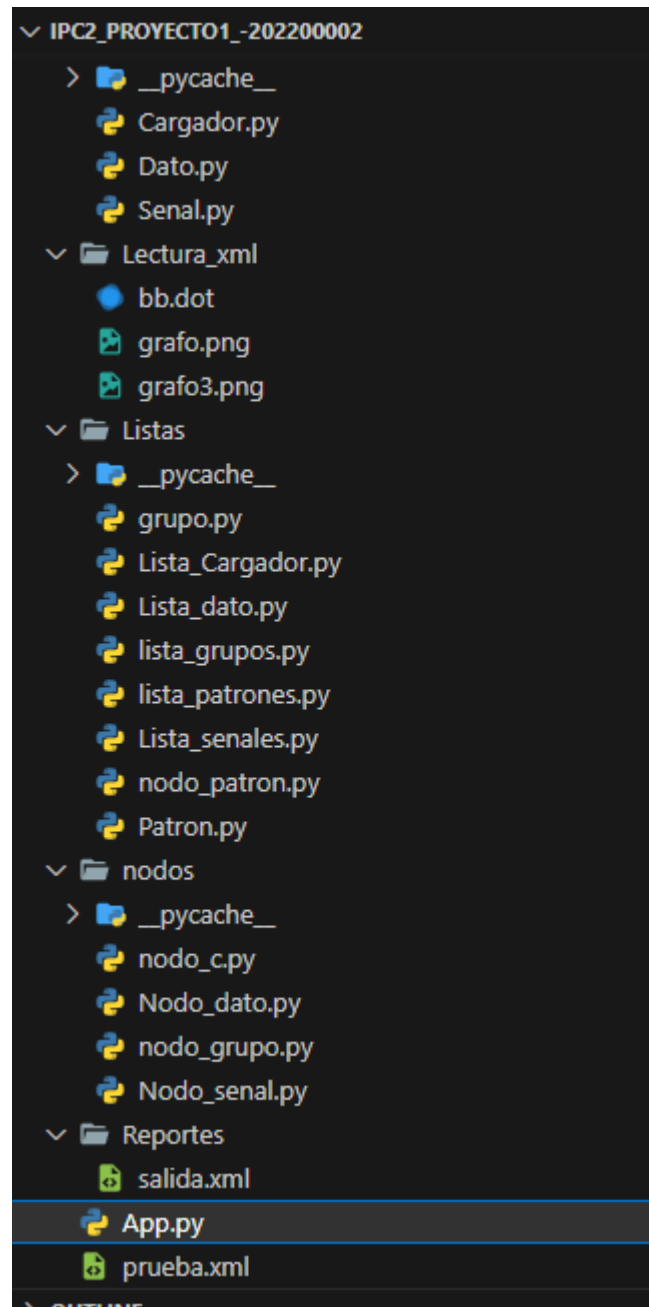 IPC2_PROYECTO1_-202200002
__pycache__
Cargador.py
Dato.py
Senal.py
Lectura_xml
bb.dot
grafo.png
grafo3.png
Listas
__pycache__
grupo.py
Lista_Cargador.py
Lista_dato.py
lista_grupos.py
lista_patrones.py
Lista_senales.py
nodo_patron.py
Patron.py
nodos
__pycache__
nodo_c.py
Nodo_dato.py
nodo_grupo.py
Nodo_senal.py
Reportes
salida.xml
App.py
prueba.xml